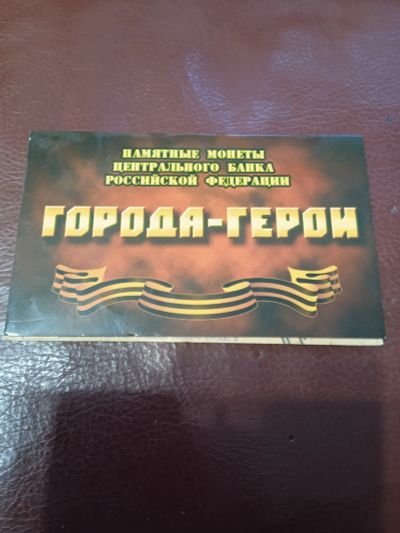 ПАМЯТНЫЕ МОНЕТЫ
ЦЕНТРАЛЬНОГО БАНКА
РОССИЙСКОЙ ФЕДЕРАЦИИ
ГОРОДА-ГЕРОИ